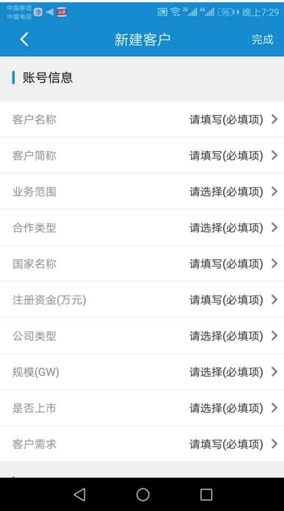 中国移动
中国电信
2G
4G
96
晚上7:29
新建客户
完成
账号信息
客户名称 请填写(必填项)
客户简称 请填写(必填项)
业务范围 请选择(必填项)
合作类型 请选择(必填项)
国家名称 请填写(必填项)
注册资金(万元) 请填写(必填项)
公司类型 请选择(必填项)
规模(GW) 请选择(必填项)
是否上市 请选择(必填项)
客户需求 请填写(必填项)